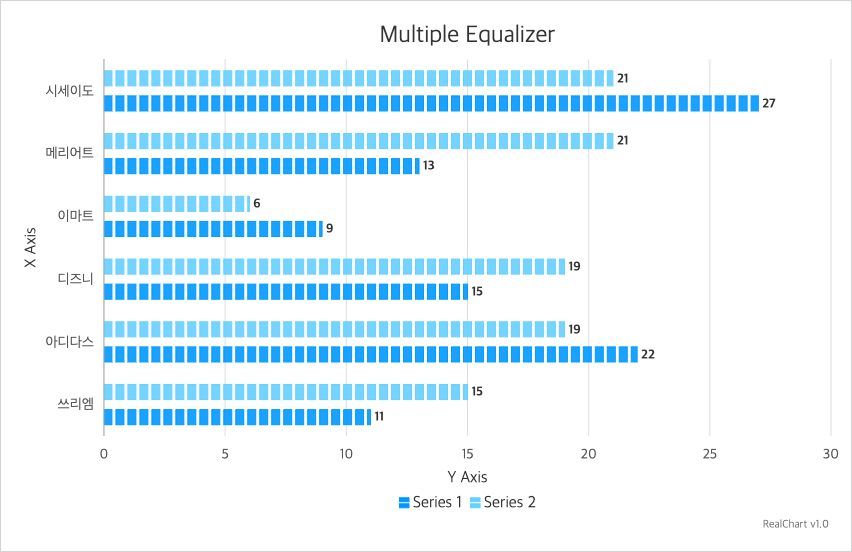 Multiple Equalizer
시세이도
21
27
메리어트
21
13
이마트
6
9
디즈니
19
15
아디다스
19
22
쓰리엠
15
11
X Axis
0 5 10 15 20 25 30
Y Axis
Series 1 Series 2
RealChart v1.0